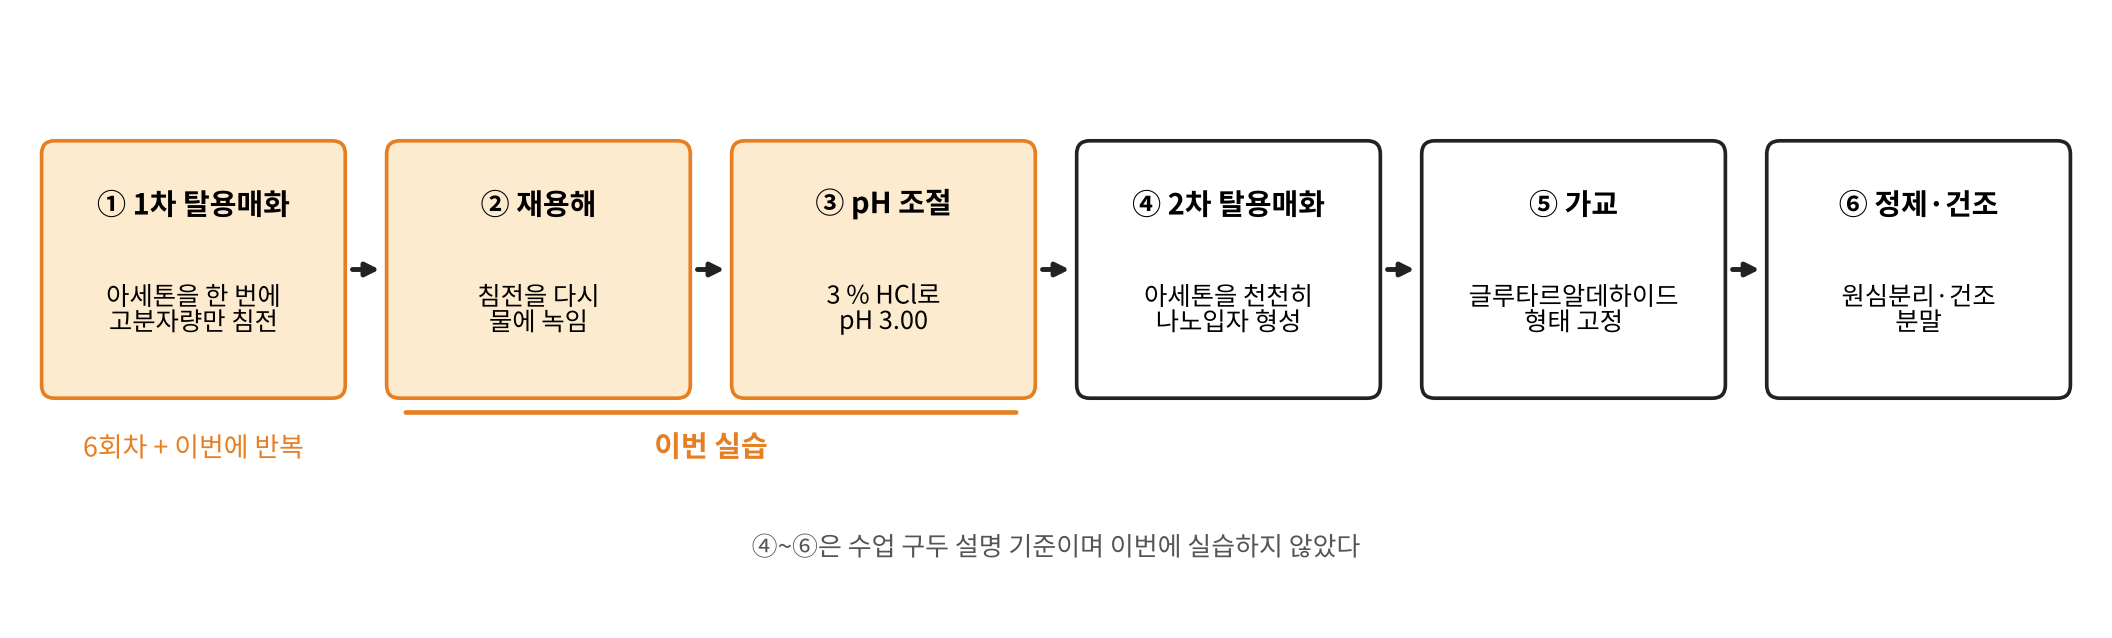 ① 1차 탈용매화
아세톤을 한 번에
고분자량만 침전
② 재용해
침전을 다시
물에 녹임
③ pH 조절
3 % HCl로
pH 3.00
④ 2차 탈용매화
아세톤을 천천히
나노입자 형성
⑤ 가교
글루타르알데하이드
형태 고정
⑥ 정제·건조
원심분리·건조
분말
6회차 + 이번에 반복
이번 실습
④~⑥은 수업 구두 설명 기준이며 이번에 실습하지 않았다